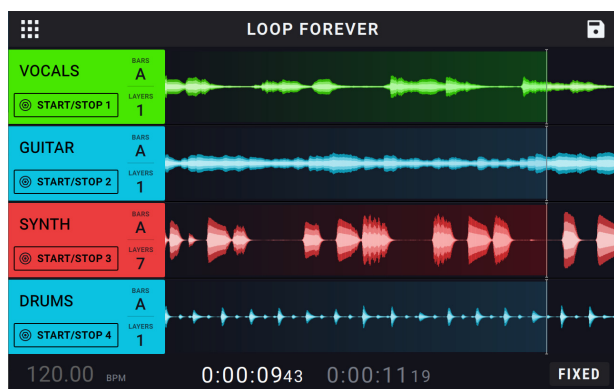 LOOP FOREVER
VOCALS
BARS
A
START/STOP 1
LAYERS
1
GUITAR
BARS
A
START/STOP 2
LAYERS
1
SYNTH
BARS
A
START/STOP 3
LAYERS
7
DRUMS
BARS
A
START/STOP 4
LAYERS
1
120.00 BPM 0:00:0943 0:00:1119 FIXED